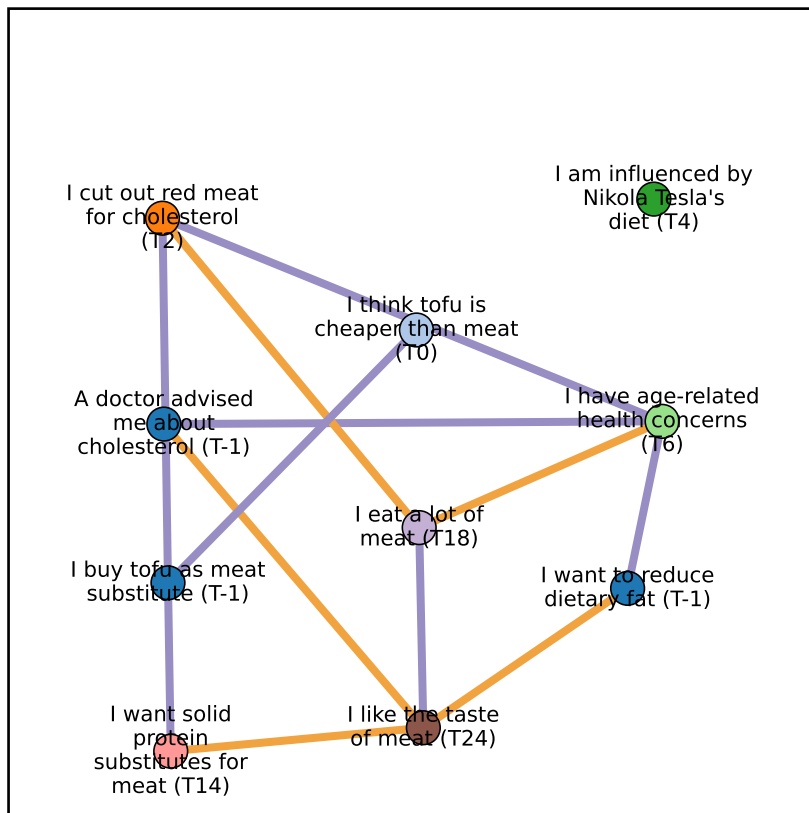 I am influenced by
Nikola Tesla's
diet (T4)
I cut out red meat
for cholesterol
(T2)
I think tofu is
cheaper than meat
(T0)
A doctor advised
me about
cholesterol (T-1)
I have age-related
health concerns
(T6)
I eat a lot of
meat (T18)
I buy tofu as meat
substitute (T-1)
I want to reduce
dietary fat (T-1)
I want solid
protein
substitutes for
meat (T14)
I like the taste
of meat (T24)